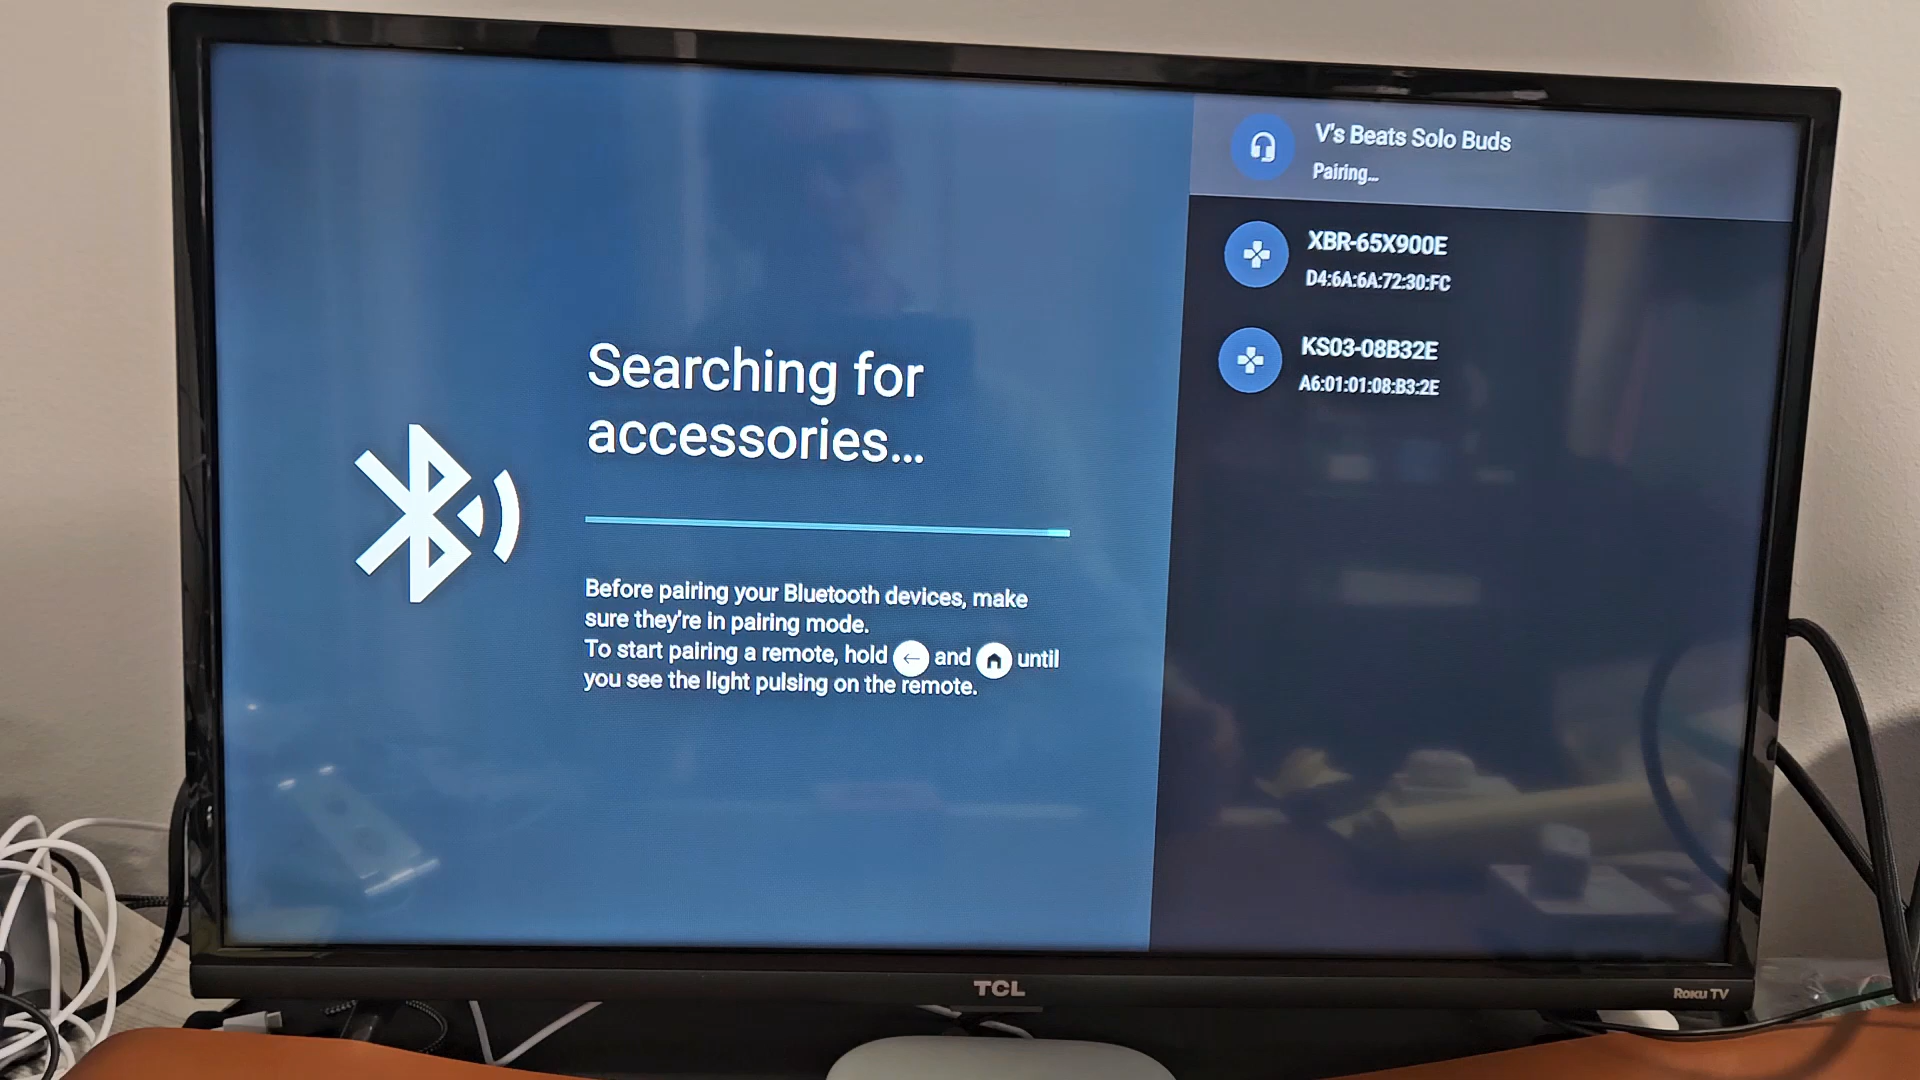 Searching for
accessories...
Before pairing your Bluetooth devices, make
sure they're in pairing mode.
To start pairing a remote, hold and until
you see the light pulsing on the remote.
V's Beats Solo Buds
Pairing...
XBR-65X900E
D4:6A:6A:72:30:FC
KS03-08B32E
A6:01:01:08:B3:2E
TCL
Roku TV